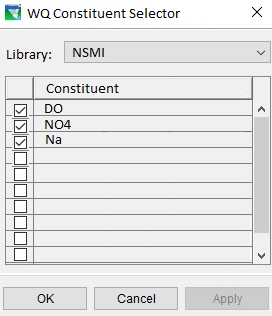 WQ Constituent Selector
Library: NSMI
Constituent
DO
NO4
Na
OK Cancel Apply